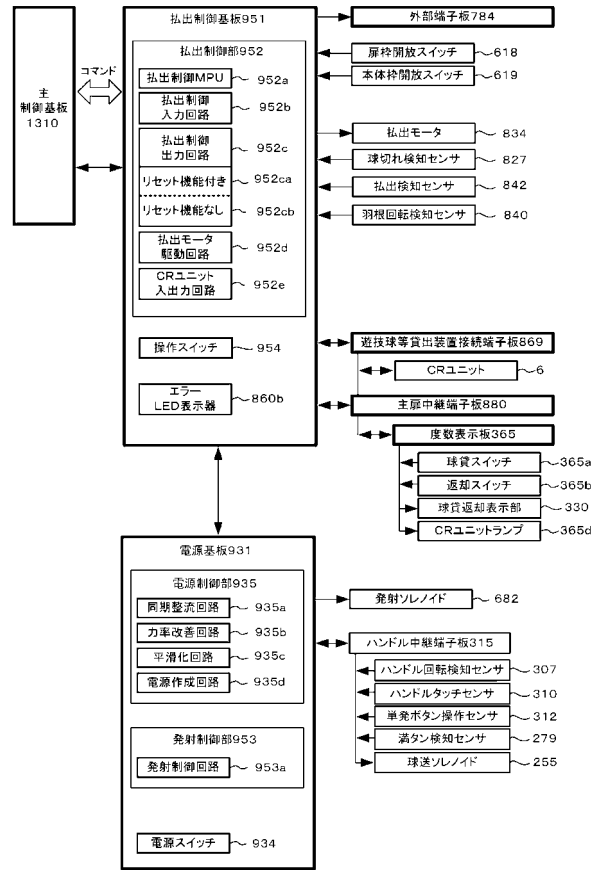 主
制御基板
1310
コマンド
払出制御基板951
払出制御部952
払出制御MPU 952a
払出制御
入力回路 952b
払出制御
出力回路 952c
リセット機能付き 952ca
リセット機能なし 952cb
払出モータ
駆動回路 952d
CRユニット
入出力回路 952e
操作スイッチ 954
エラー
LED表示器 860b
外部端子板784
扉枠開放スイッチ 618
本体枠開放スイッチ 619
払出モータ 834
球切れ検知センサ 827
払出検知センサ 842
羽根回転検知センサ 840
遊技球等貸出装置接続端子板869
CRユニット 6
主扉中継端子板880
度数表示板365
球貸スイッチ 365a
返却スイッチ 365b
球貸返却表示部 330
CRユニットランプ 365d
電源基板931
電源制御部935
同期整流回路 935a
力率改善回路 935b
平滑化回路 935c
電源作成回路 935d
発射制御部953
発射制御回路 953a
電源スイッチ 934
発射ソレノイド 682
ハンドル中継端子板315
ハンドル回転検知センサ 307
ハンドルタッチセンサ 310
単発ボタン操作センサ 312
満タン検知センサ 279
球送ソレノイド 255